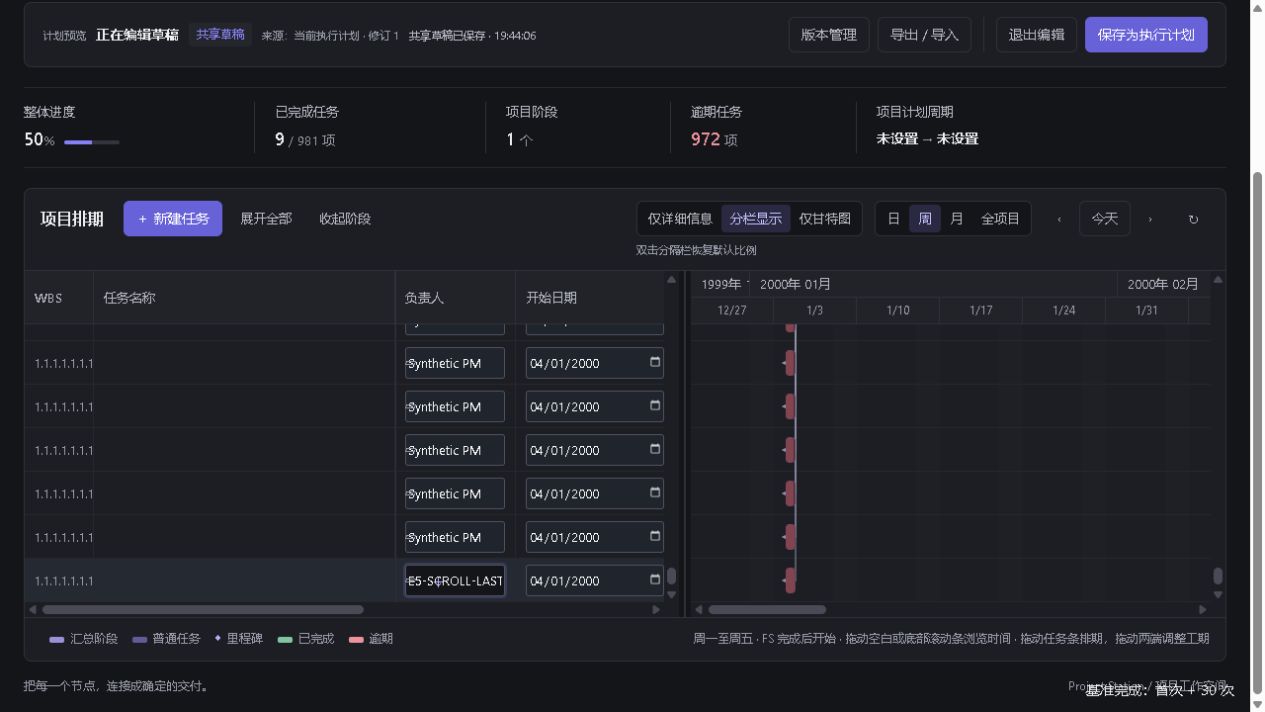 计划预览 正在编辑草稿 共享草稿 来源：当前执行计划 · 修订 1 共享草稿已保存 · 19:44:06 版本管理 导出 / 导入 退出编辑 保存为执行计划
整体进度 已完成任务 项目阶段 逾期任务 项目计划周期
50% 9 / 981 项 1 个 972 项 未设置 → 未设置
项目排期 + 新建任务 展开全部 收起阶段 仅详细信息 分栏显示 仅甘特图 日 周 月 全项目 ‹ 今天 › ↻
双击分隔栏恢复默认比例
WBS 任务名称 负责人 开始日期 1999年 2000年 01月 2000年 02月
12/27 1/3 1/10 1/17 1/24 1/31
1.1.1.1.1.1.1 Synthetic PM 04/01/2000
1.1.1.1.1.1.1 Synthetic PM 04/01/2000
1.1.1.1.1.1.1 Synthetic PM 04/01/2000
1.1.1.1.1.1.1 Synthetic PM 04/01/2000
1.1.1.1.1.1.1 Synthetic PM 04/01/2000
1.1.1.1.1.1.1 E5-SCROLL-LAST 04/01/2000
汇总阶段 普通任务 里程碑 已完成 逾期 周一至周五 · FS 完成后开始 · 拖动空白或底部滚动条浏览时间 · 拖动任务条排期，拖动两端调整工期
把每一个节点，连接成确定的交付。 Project Station / 项目工作空间
基准完成：首次 + 30 次